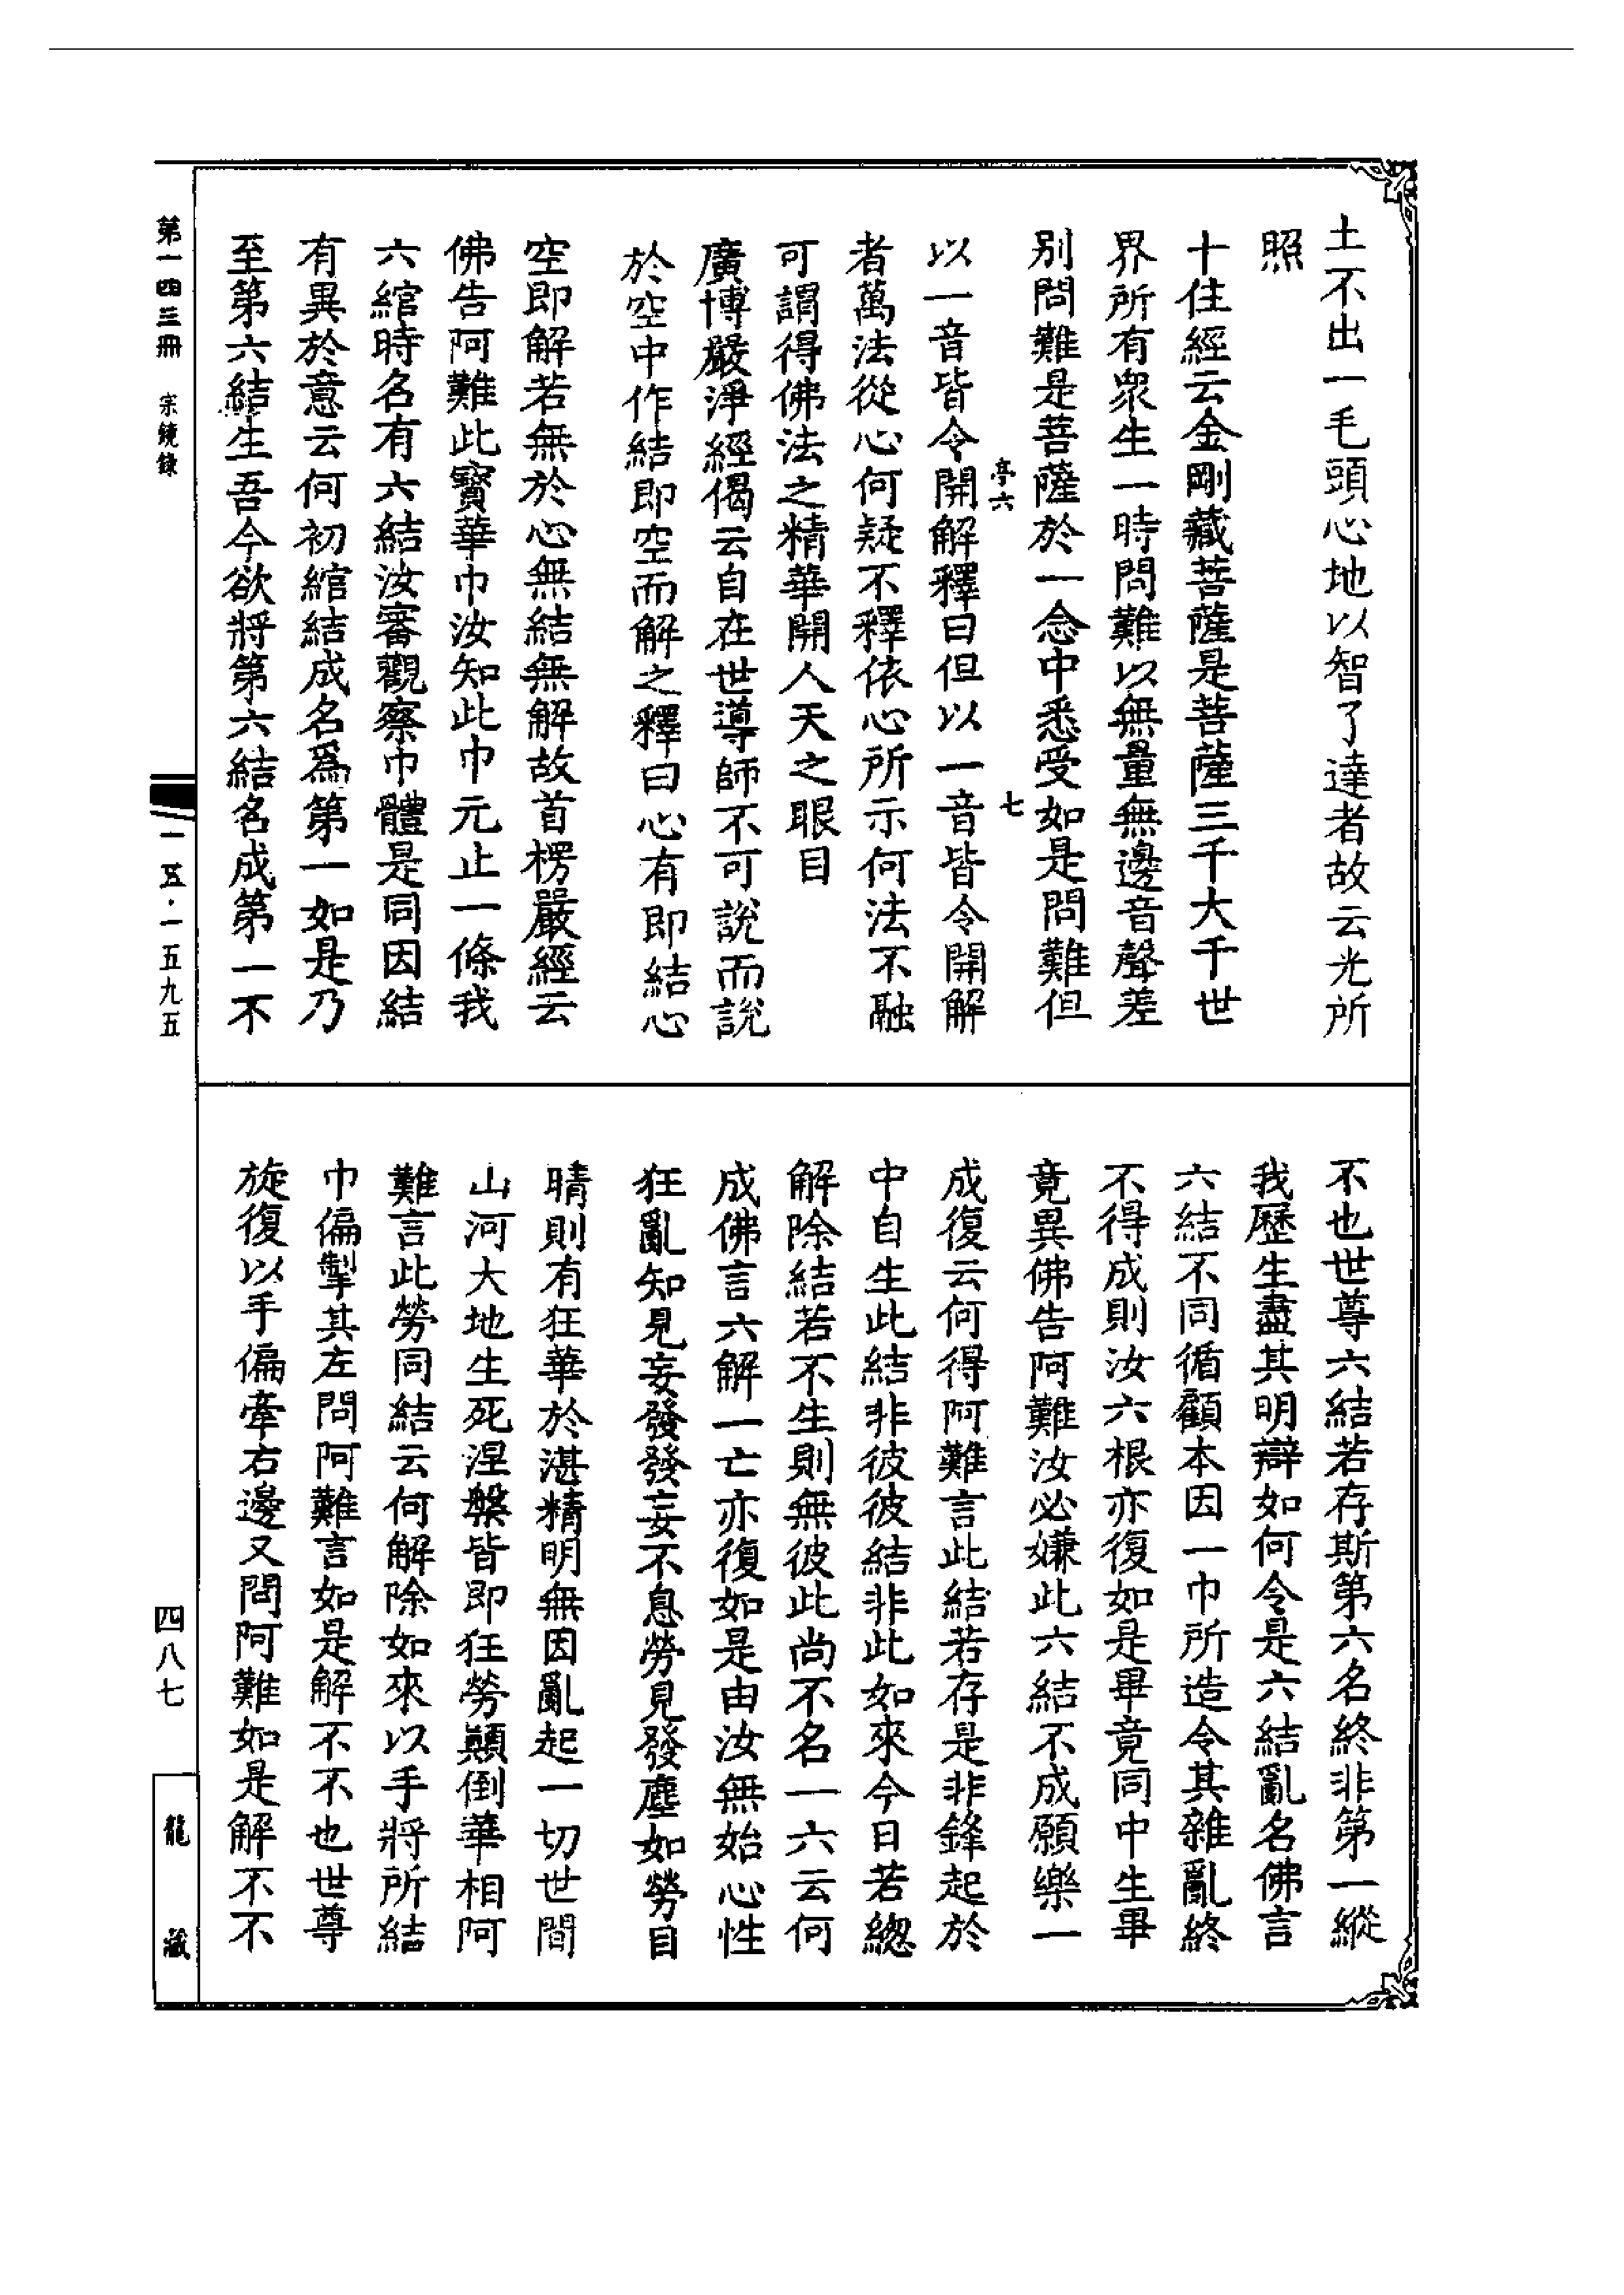 土不出一毛頭心地以智了達者故云光所
照
十住經云金剛藏菩薩是菩薩三千大千世
界所有眾生一時問難以無量無邊音聲差
別問難是菩薩於一念中悉受如是問難但
亭六 七
以一音皆令開解釋曰但以一音皆令開解
者萬法從心何疑不釋依心所示何法不融
可謂得佛法之精華開人天之眼目
廣博嚴淨經偈云自在世導師不可說而說
於空中作結即空而解之釋曰心有即結心
空即解若無於心無結無解故首楞嚴經云
佛告阿難此寶華巾汝知此巾元止一條我
六綰時名有六結汝審觀察巾體是同因結
有異於意云何初綰結成名爲第一如是乃
至第六結生吾今欲將第六結名成第一不
不也世尊六結若存斯第六名終非第一縱
我歷生盡其明辯如何令是六結亂名佛言
六結不同循顧本因一巾所造令其雜亂終
不得成則汝六根亦復如是畢竟同中生畢
竟異佛告阿難汝必嫌此六結不成願樂一
成復云何得阿難言此結若存是非鋒起於
中自生此結非彼彼結非此如來今日若總
解除結若不生則無彼此尚不名一六云何
成佛言六解一亡亦復如是由汝無始心性
狂亂知見妄發發妄不息勞見發塵如勞目
睛則有狂華於湛精明無因亂起一切世間
山河大地生死涅槃皆即狂勞顛倒華相阿
難言此勞同結云何解除如來以手將所結
巾偏掣其左問阿難言如是解不不也世尊
旋復以手偏牽右邊又問阿難如是解不不
第一四三冊 宗鏡錄
一五·一五九五
四八七
龍藏